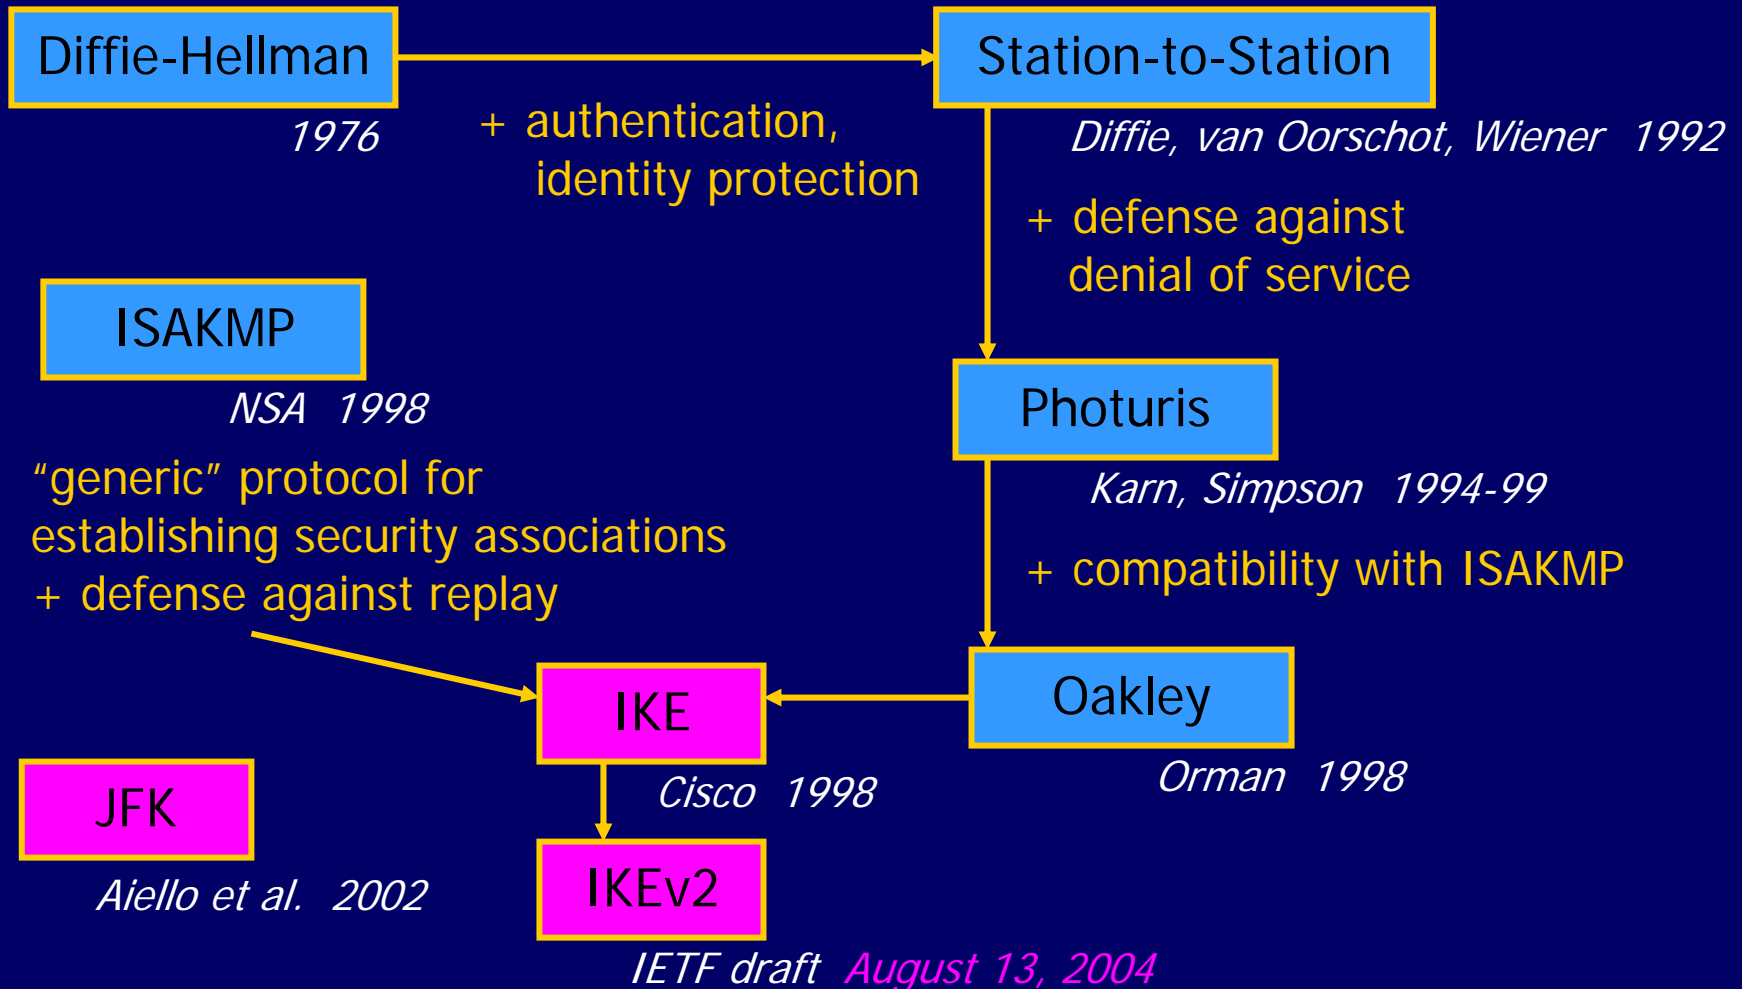 Diffie-Hellman
1976
+ authentication,
identity protection
Station-to-Station
Diffie, van Oorschot, Wiener 1992
+ defense against
denial of service
ISAKMP
NSA 1998
“generic” protocol for
establishing security associations
+ defense against replay
Photuris
Karn, Simpson 1994-99
+ compatibility with ISAKMP
Oakley
Orman 1998
IKE
Cisco 1998
JFK
Aiello et al. 2002
IKEv2
IETF draft August 13, 2004